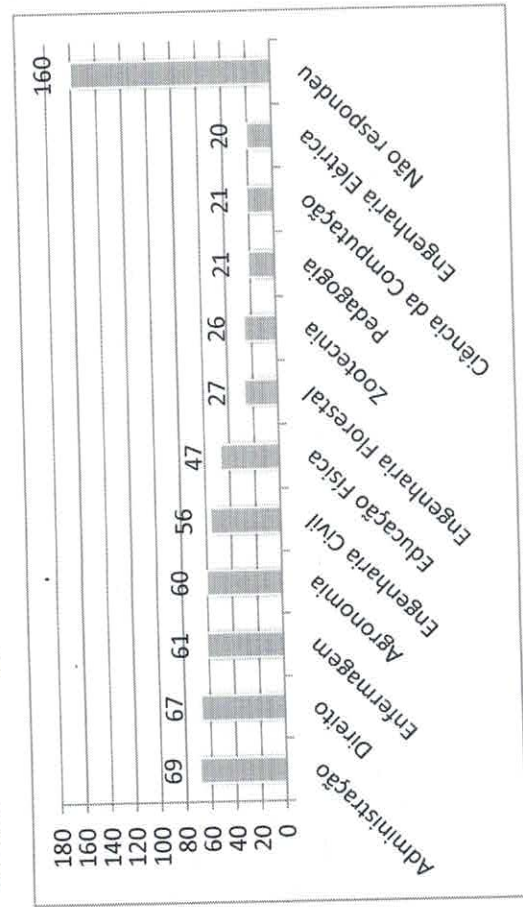 180
160
140
120
100
80
60
40
20
0
69
67
61
60
56
47
27
26
21
21
20
160
Administração
Direito
Enfermagem
Agronomia
Engenharia Civil
Educação Física
Engenharia Florestal
Zootecnia
Pedagogia
Ciência da Computação
Engenharia Elétrica
Não respondeu